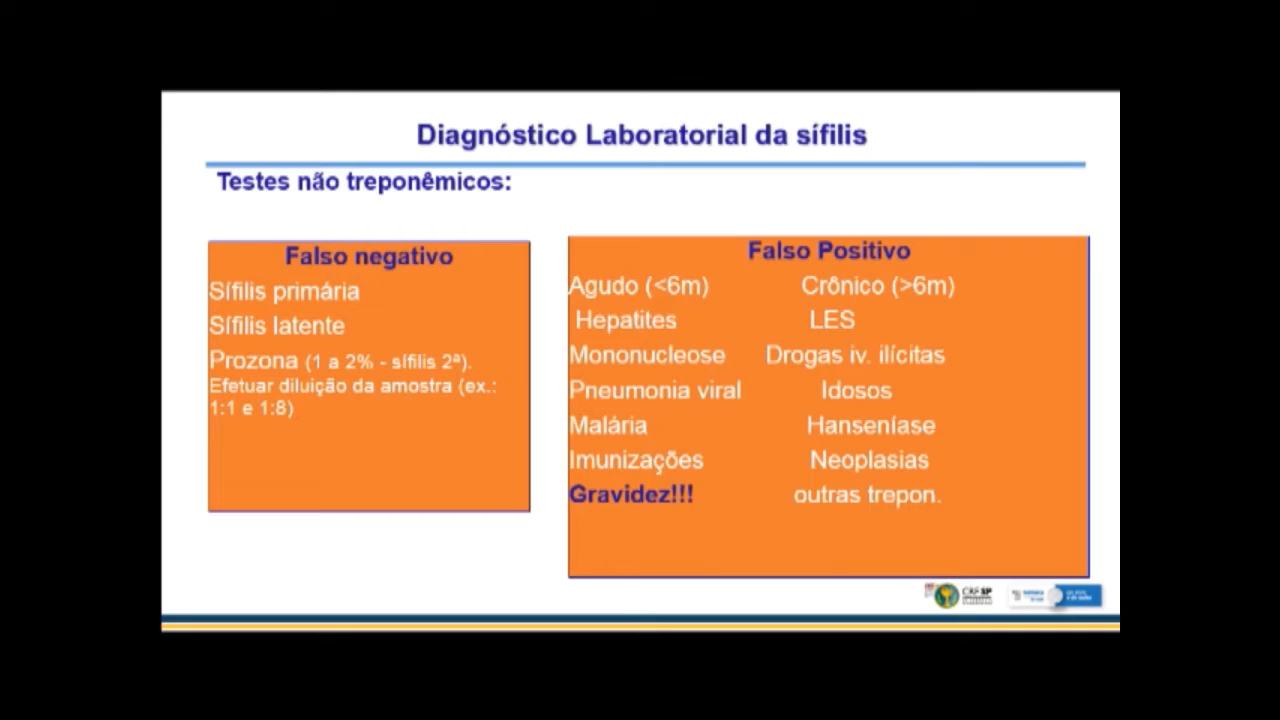 Diagnóstico Laboratorial da sífilis
Testes não treponêmicos:
Falso negativo
Sífilis primária
Sífilis latente
Prozona (1 a 2% - sífilis 2ª).
Efetuar diluição da amostra (ex.:
1:1 e 1:8)
Falso Positivo
Agudo (<6m) Crônico (>6m)
Hepatites LES
Mononucleose Drogas iv. ilícitas
Pneumonia viral Idosos
Malária Hanseníase
Imunizações Neoplasias
Gravidez!!! outras trepon.
CRF SP